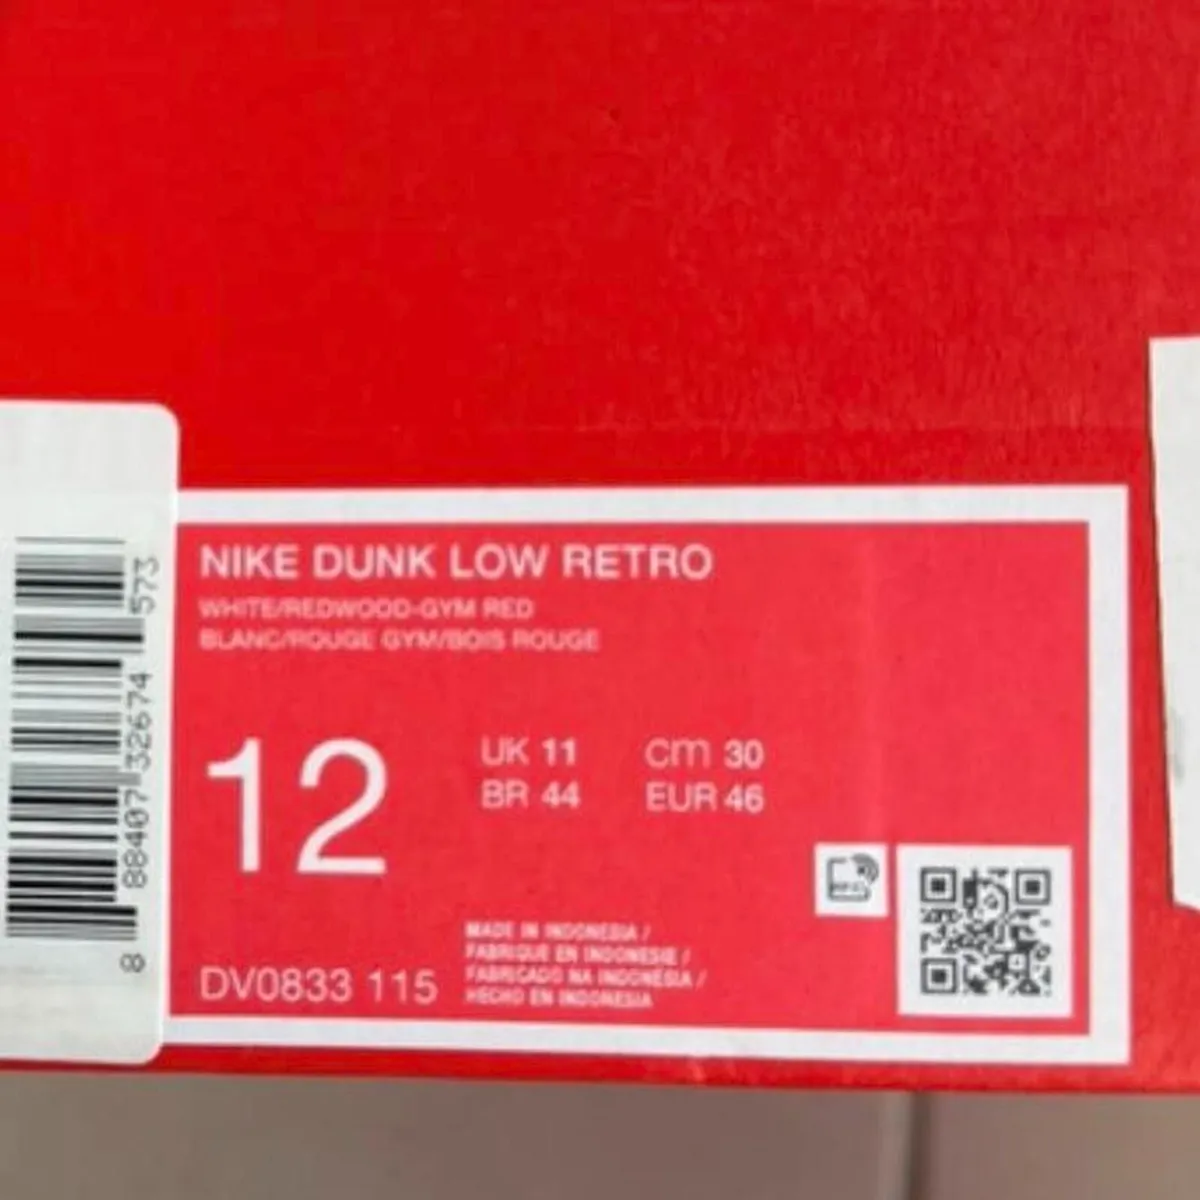 NIKE DUNK LOW RETRO
WHITE/REDWOOD-GYM RED
BLANC/ROUGE GYM/BOIS ROUGE
12
UK 11 cm 30
BR 44 EUR 46
DV0833 115
MADE IN INDONESIA /
FABRIQUE EN INDONESIE /
FABRICADO NA INDONÉSIA /
HECHO EN INDONESIA
8 88407 32674 573